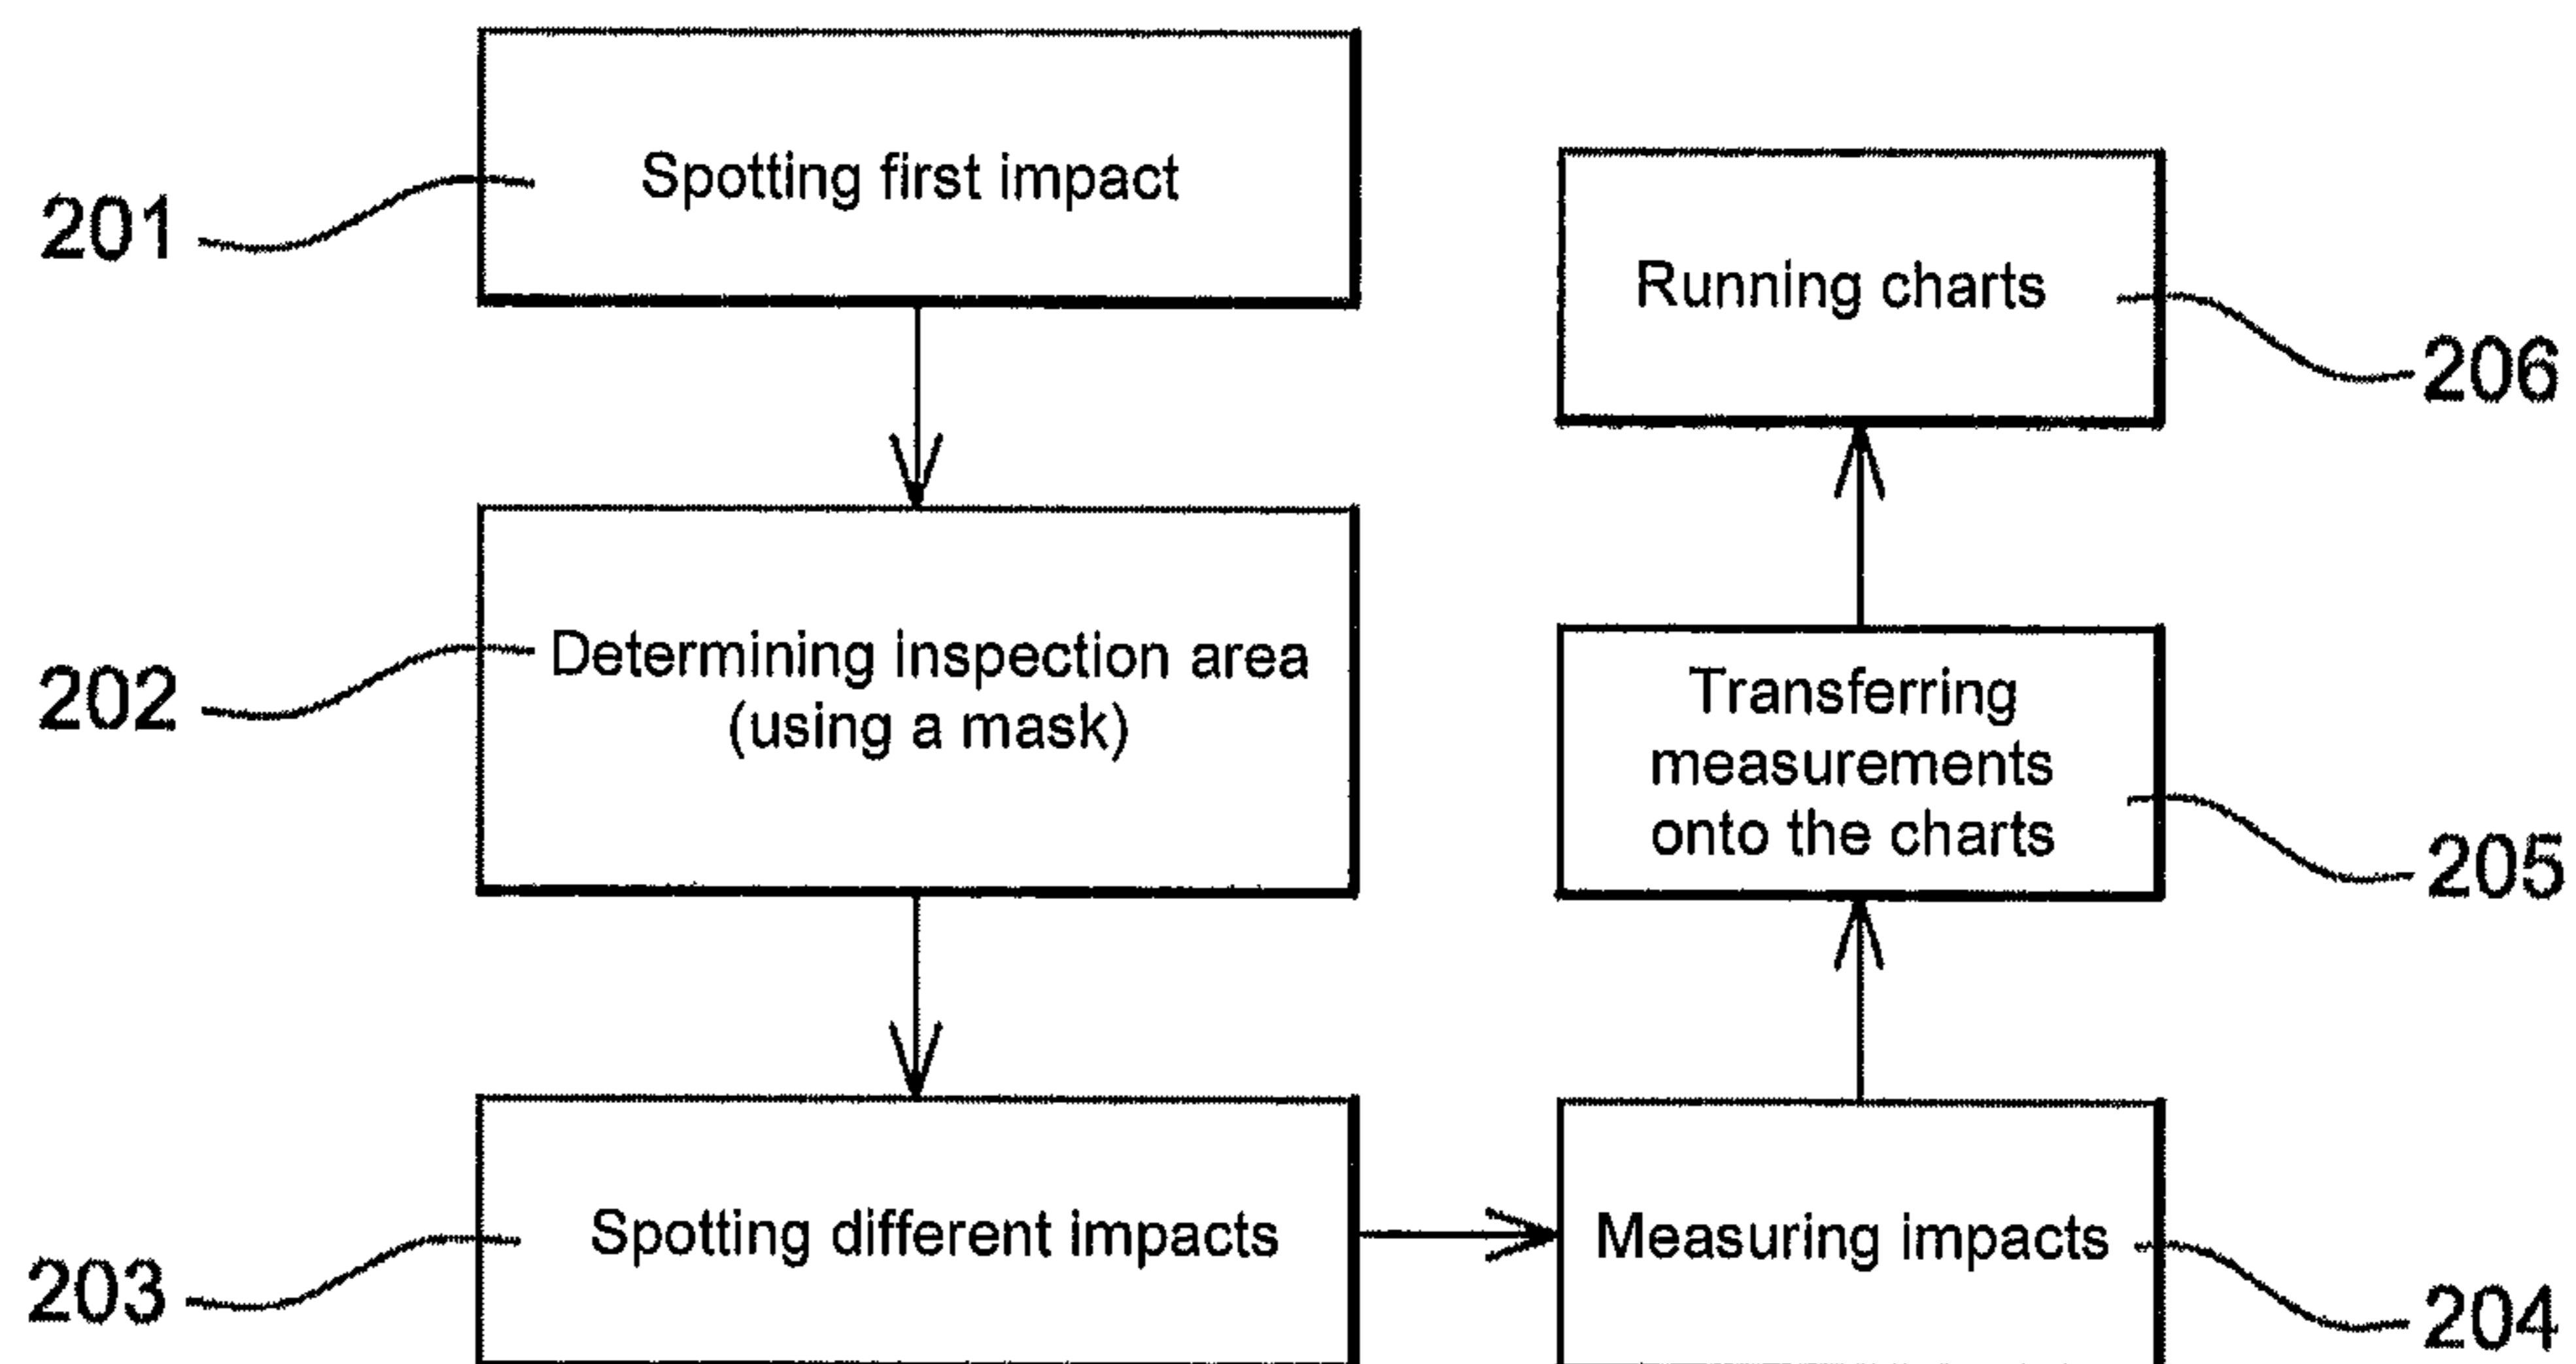 201
Spotting first impact
202
Determining inspection area
(using a mask)
203
Spotting different impacts
204
Measuring impacts
205
Transferring
measurements
onto the charts
206
Running charts